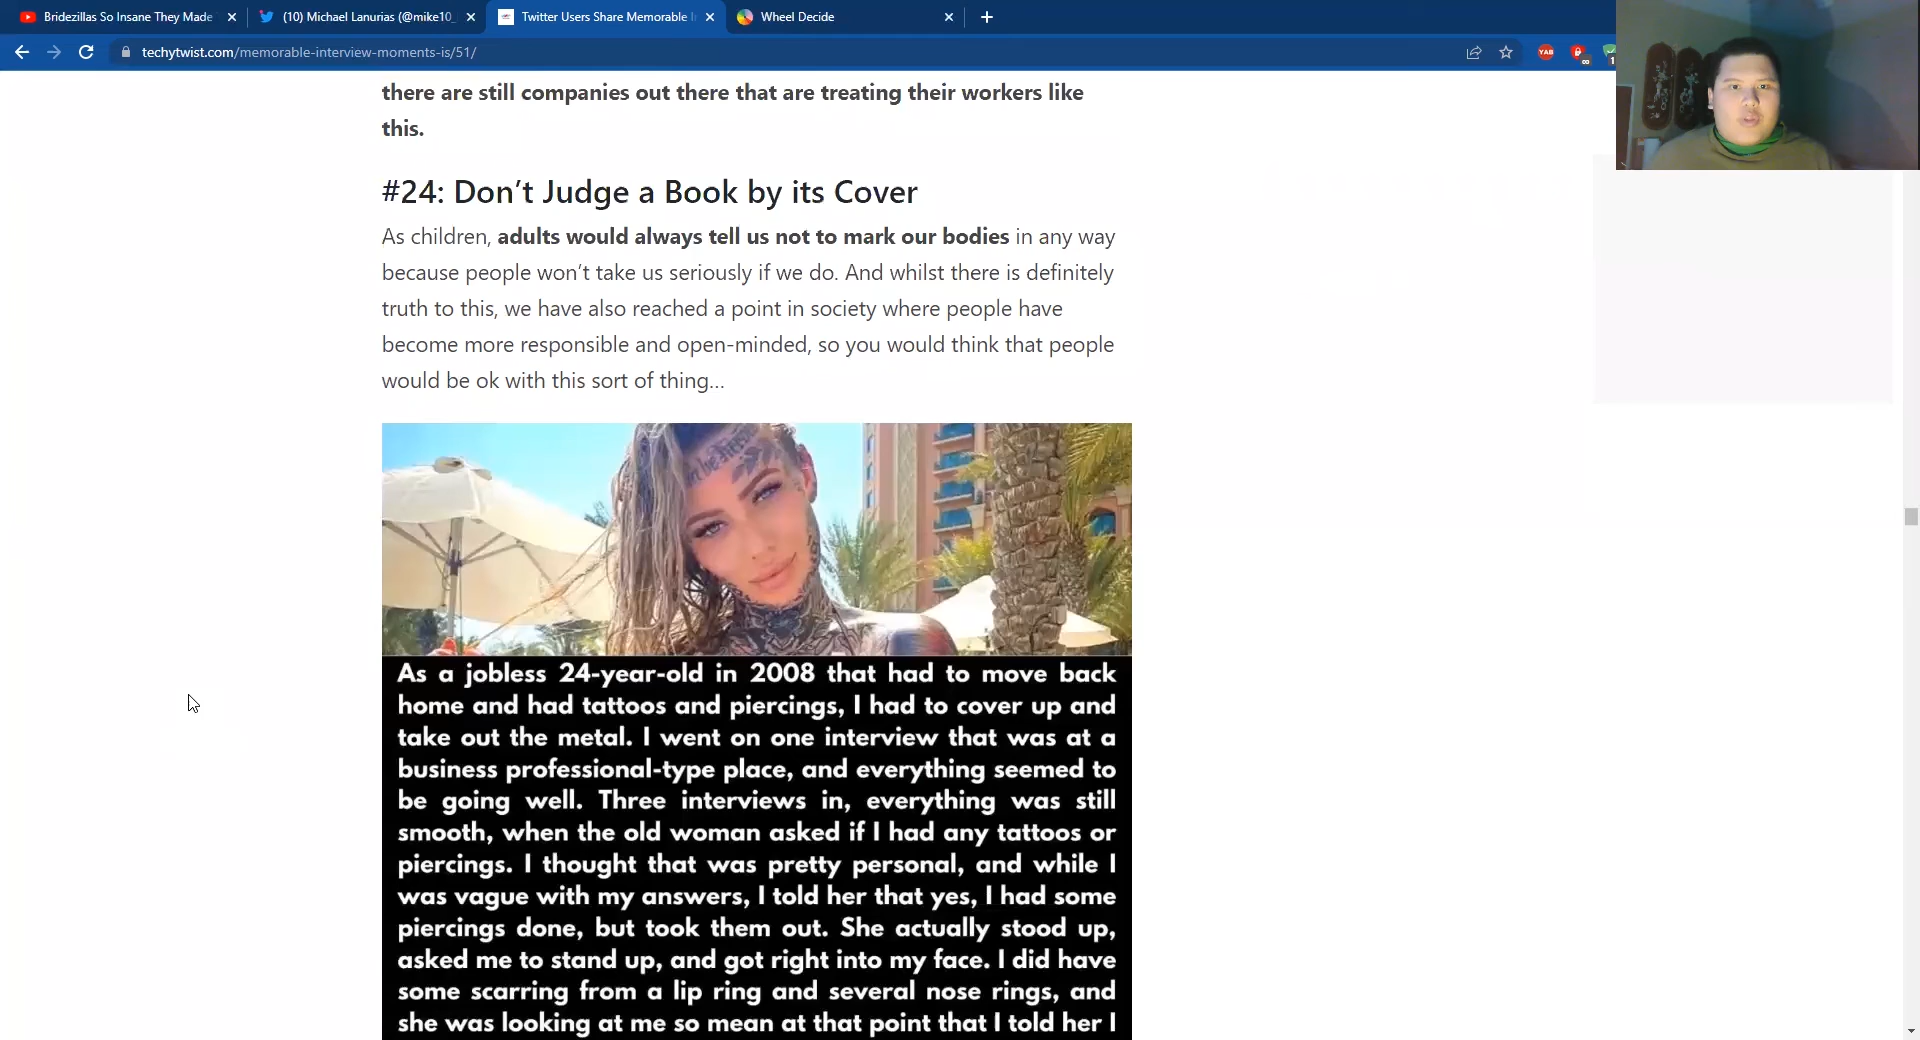 Bridezillas So Insane They Made
(10) Michael Lanurias (@mike10_
Twitter Users Share Memorable I
Wheel Decide
techytwist.com/memorable-interview-moments-is/51/
YAB
there are still companies out there that are treating their workers like
this.
#24: Don’t Judge a Book by its Cover
As children, adults would always tell us not to mark our bodies in any way
because people won’t take us seriously if we do. And whilst there is definitely
truth to this, we have also reached a point in society where people have
become more responsible and open-minded, so you would think that people
would be ok with this sort of thing…
As a jobless 24-year-old in 2008 that had to move back
home and had tattoos and piercings, I had to cover up and
take out the metal. I went on one interview that was at a
business professional-type place, and everything seemed to
be going well. Three interviews in, everything was still
smooth, when the old woman asked if I had any tattoos or
piercings. I thought that was pretty personal, and while I
was vague with my answers, I told her that yes, I had some
piercings done, but took them out. She actually stood up,
asked me to stand up, and got right into my face. I did have
some scarring from a lip ring and several nose rings, and
she was looking at me so mean at that point that I told her I